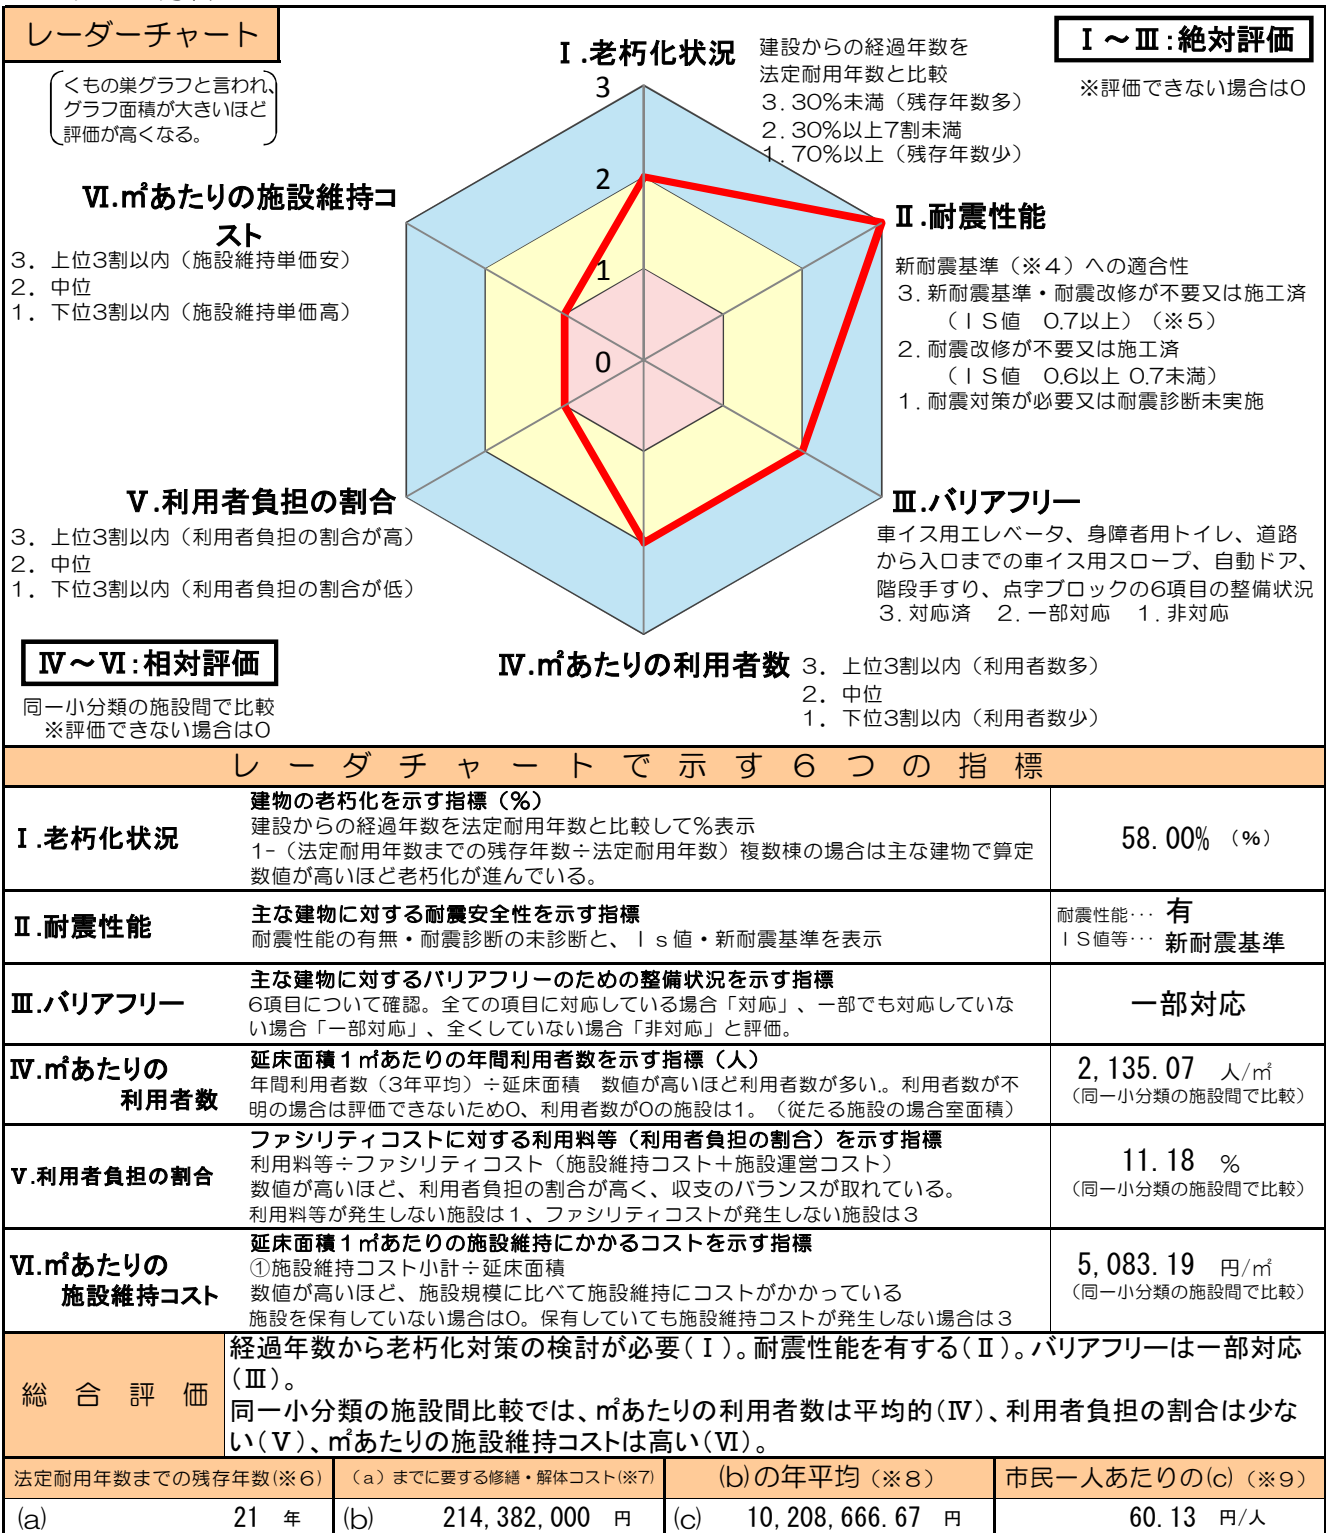 レーダーチャート
くもの巣グラフと言われ、
グラフ面積が大きいほど
評価が高くなる。
Ⅰ～Ⅲ:絶対評価
※評価できない場合は0
Ⅰ.老朽化状況
建設からの経過年数を
法定耐用年数と比較
3.30%未満（残存年数多）
2.30%以上7割未満
1.70%以上（残存年数少）
3
2
1
0
Ⅱ.耐震性能
新耐震基準（※4）への適合性
3.新耐震基準・耐震改修が不要又は施工済
（ＩＳ値　0.7以上）（※5）
2.耐震改修が不要又は施工済
（ＩＳ値　0.6以上 0.7未満）
1.耐震対策が必要又は耐震診断未実施
Ⅵ.㎡あたりの施設維持コ
スト
3．上位3割以内（施設維持単価安）
2．中位
1．下位3割以内（施設維持単価高）
Ⅴ.利用者負担の割合
3．上位3割以内（利用者負担の割合が高）
2．中位
1．下位3割以内（利用者負担の割合が低）
Ⅲ.バリアフリー
車イス用エレベータ、身障者用トイレ、道路
から入口までの車イス用スロープ、自動ドア、
階段手すり、点字ブロックの6項目の整備状況
3.対応済　2.一部対応　1.非対応
Ⅳ～Ⅵ:相対評価
同一小分類の施設間で比較
※評価できない場合は0
Ⅳ.㎡あたりの利用者数
3．上位3割以内（利用者数多）
2．中位
1．下位3割以内（利用者数少）
レーダチャートで示す6つの指標
Ⅰ.老朽化状況
建物の老朽化を示す指標（%）
建設からの経過年数を法定耐用年数と比較して%表示
1-（法定耐用年数までの残存年数÷法定耐用年数）複数棟の場合は主な建物で算定
数値が高いほど老朽化が進んでいる。
58.00%（%）
Ⅱ.耐震性能
主な建物に対する耐震安全性を示す指標
耐震性能の有無・耐震診断の未診断と、Ｉｓ値・新耐震基準を表示
耐震性能… 有
ＩＳ値等… 新耐震基準
Ⅲ.バリアフリー
主な建物に対するバリアフリーのための整備状況を示す指標
6項目について確認。全ての項目に対応している場合「対応」、一部でも対応していな
い場合「一部対応」、全くしていない場合「非対応」と評価。
一部対応
Ⅳ.㎡あたりの
利用者数
延床面積１㎡あたりの年間利用者数を示す指標（人）
年間利用者数（3年平均）÷延床面積　数値が高いほど利用者数が多い。利用者数が不
明の場合は評価できないため0、利用者数が0の施設は1。（従たる施設の場合室面積）
2,135.07 人/㎡
（同一小分類の施設間で比較）
Ⅴ.利用者負担の割合
ファシリティコストに対する利用料等（利用者負担の割合）を示す指標
利用料等÷ファシリティコスト（施設維持コスト＋施設運営コスト）
数値が高いほど、利用者負担の割合が高く、収支のバランスが取れている。
利用料等が発生しない施設は１、ファシリティコストが発生しない施設は３
11.18 %
（同一小分類の施設間で比較）
Ⅵ.㎡あたりの
施設維持コスト
延床面積１㎡あたりの施設維持にかかるコストを示す指標
①施設維持コスト小計÷延床面積
数値が高いほど、施設規模に比べて施設維持にコストがかかっている
施設を保有していない場合は0。保有していても施設維持コストが発生しない場合は３
5,083.19 円/㎡
（同一小分類の施設間で比較）
総合評価
経過年数から老朽化対策の検討が必要(Ⅰ)。耐震性能を有する(Ⅱ)。バリアフリーは一部対応
(Ⅲ)。
同一小分類の施設間比較では、㎡あたりの利用者数は平均的(Ⅳ)、利用者負担の割合は少な
い(Ⅴ)、㎡あたりの施設維持コストは高い(Ⅵ)。
法定耐用年数までの残存年数(※6)
（a）までに要する修繕・解体コスト(※7)
(b)の年平均（※8）
市民一人あたりの(c)（※9）
(a) 21 年
(b) 214,382,000 円
(c) 10,208,666.67 円
60.13 円/人